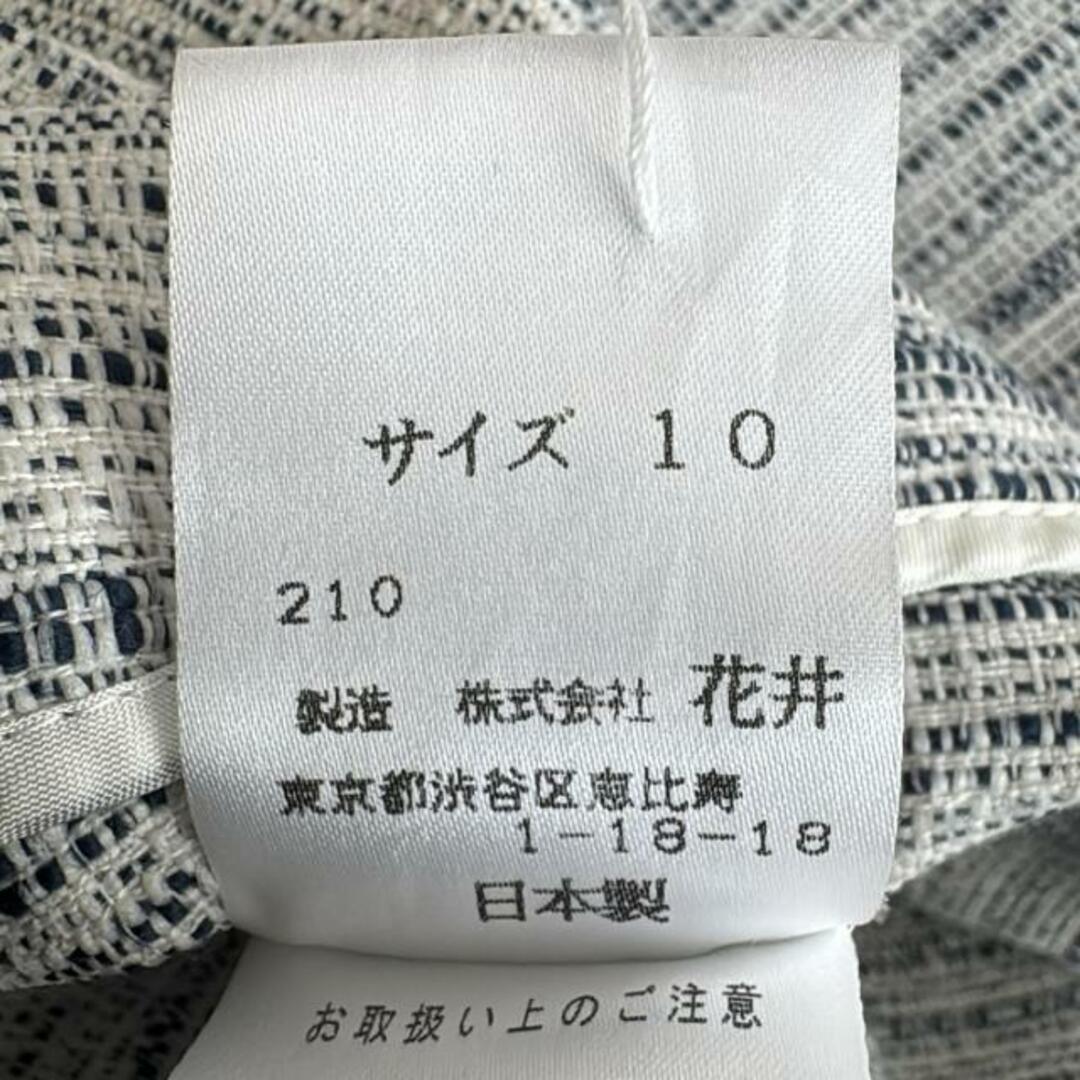 サイズ 10
210
製造 株式会社 花井
東京都渋谷区恵比寿
1-18-18
日本製
お取扱い上のご注意